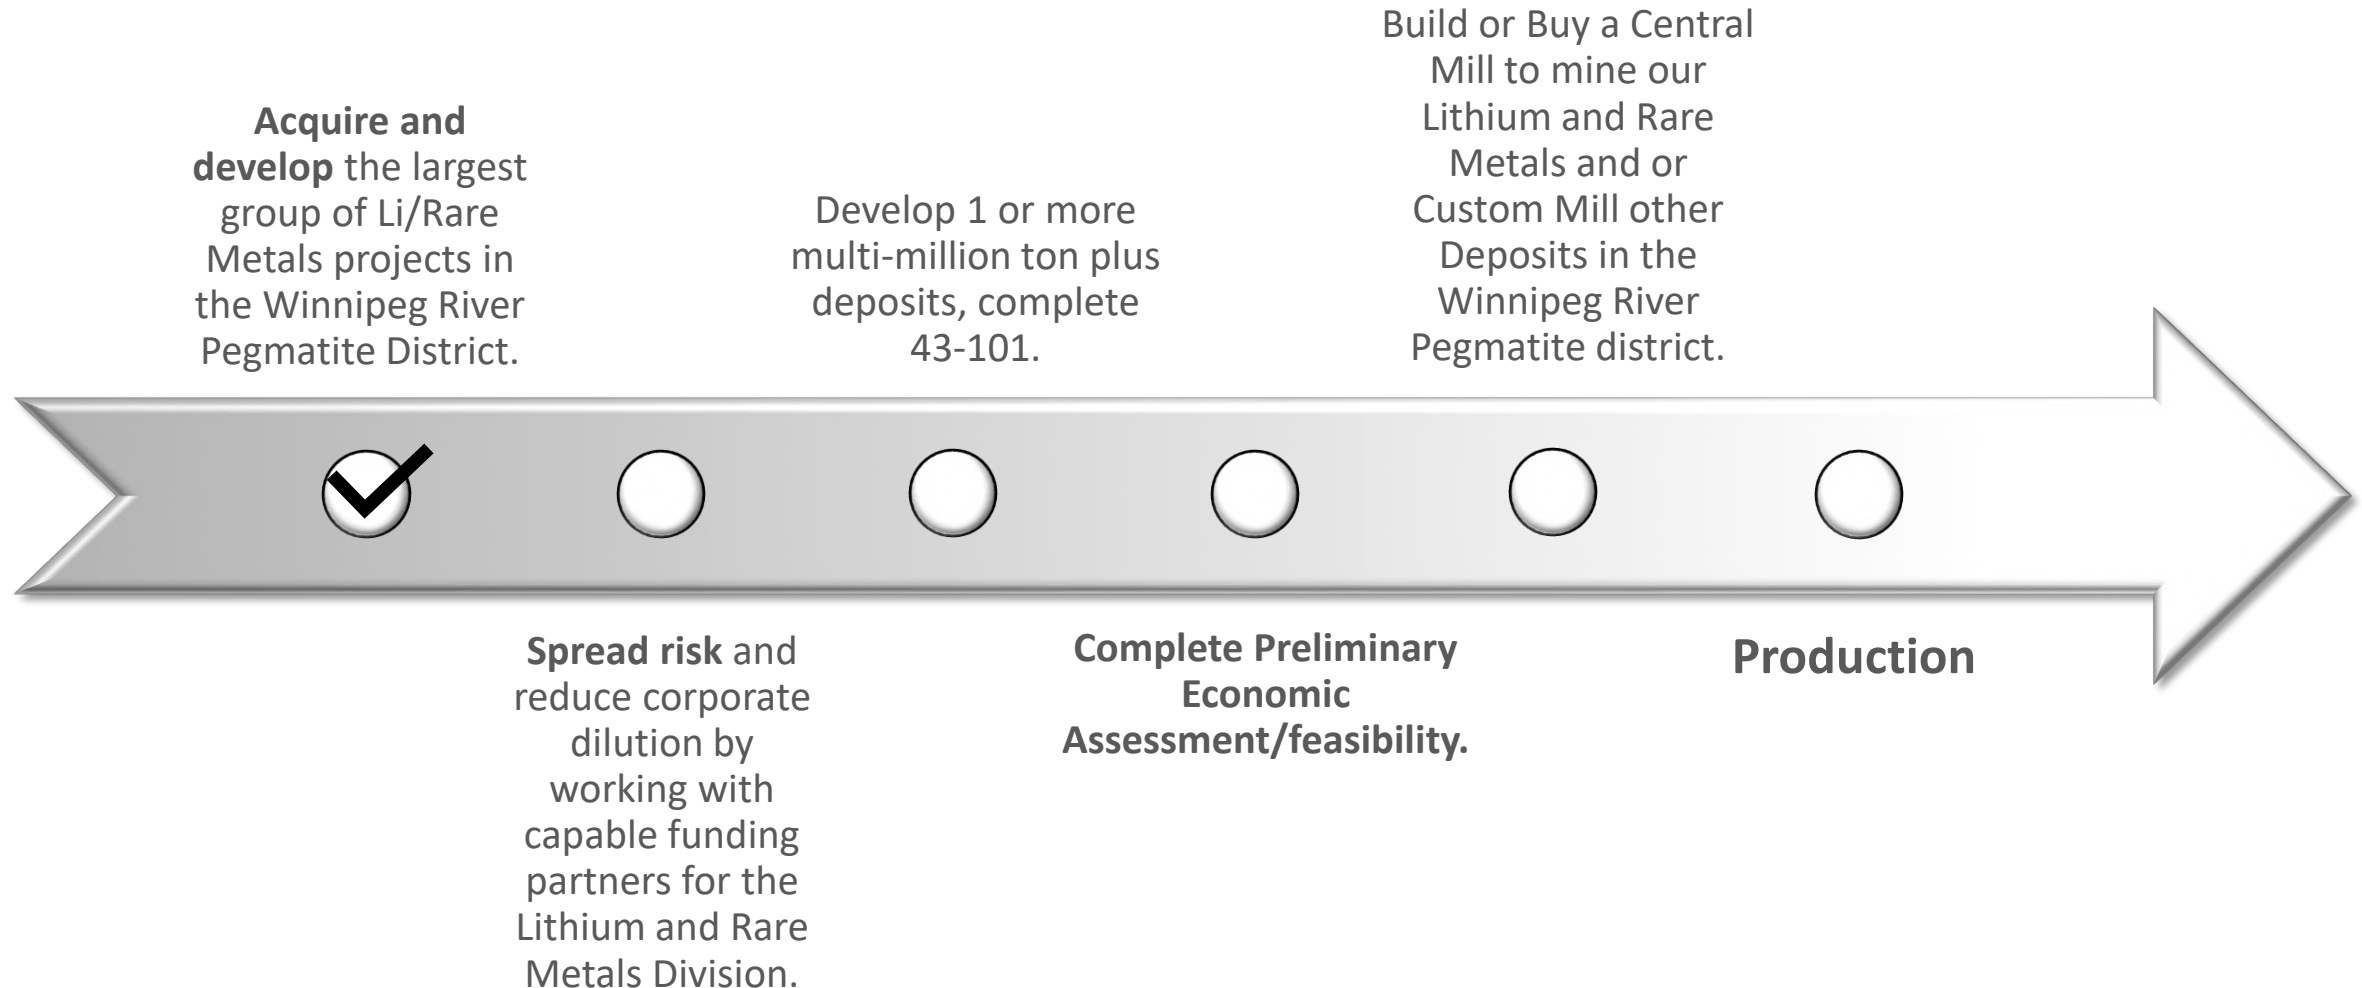 Acquire and
develop the largest
group of Li/Rare
Metals projects in
the Winnipeg River
Pegmatite District.
Spread risk and
reduce corporate
dilution by
working with
capable funding
partners for the
Lithium and Rare
Metals Division.
Develop 1 or more
multi-million ton plus
deposits, complete
43-101.
Complete Preliminary
Economic
Assessment/feasibility.
Build or Buy a Central
Mill to mine our
Lithium and Rare
Metals and or
Custom Mill other
Deposits in the
Winnipeg River
Pegmatite district.
Production